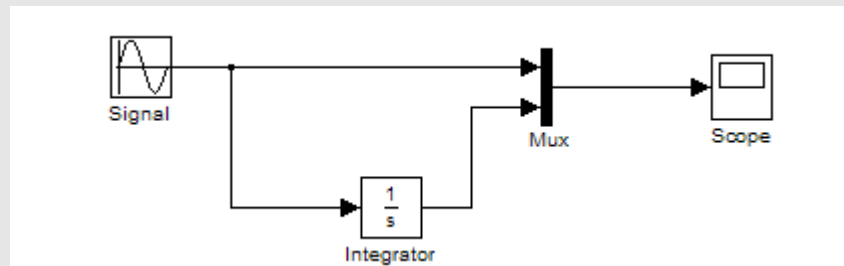 Signal
Mux
Scope
1
s
Integrator